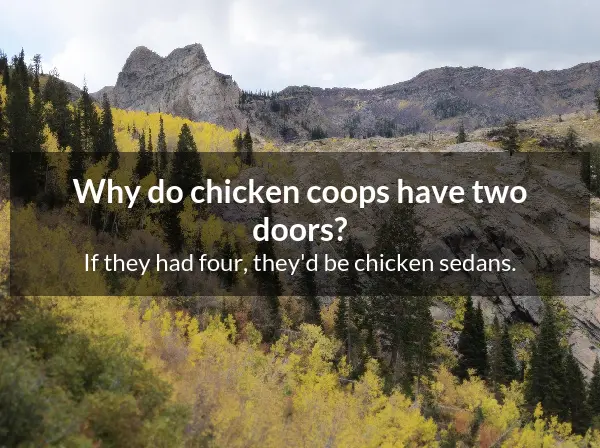 Why do chicken coops have two
doors?
If they had four, they'd be chicken sedans.